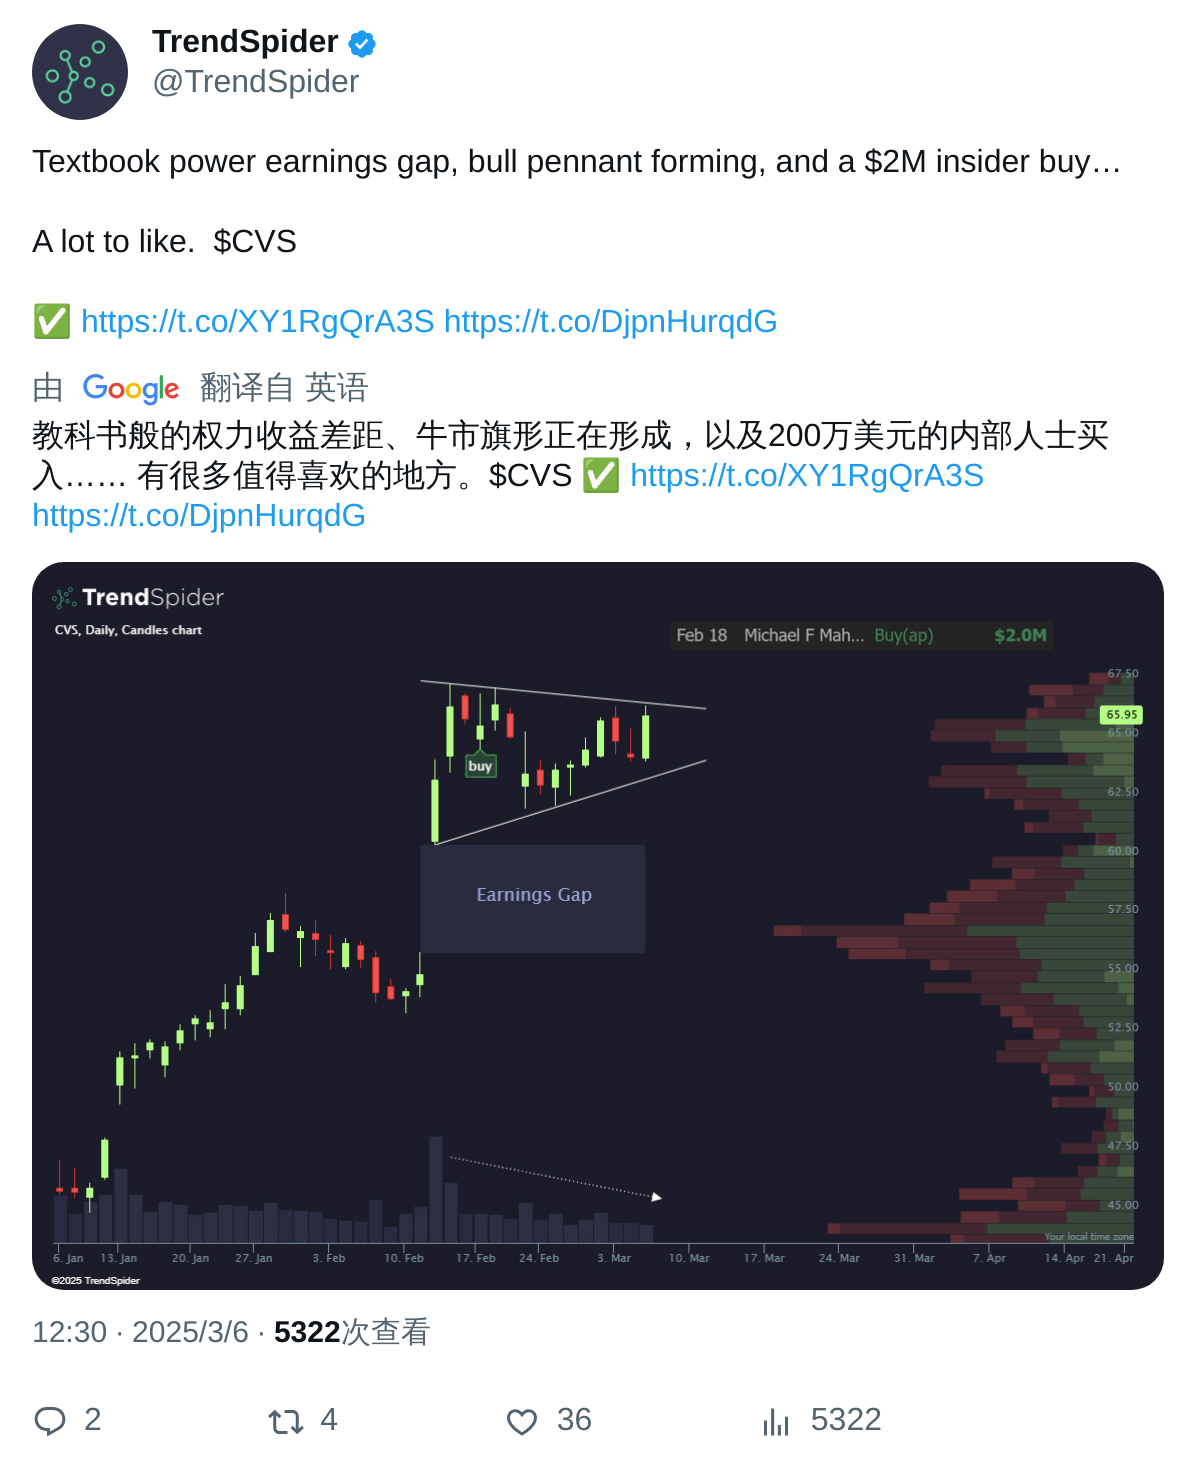 TrendSpider
@TrendSpider
Textbook power earnings gap, bull pennant forming, and a $2M insider buy…
A lot to like.  $CVS
✅ https://t.co/XY1RgQrA3S https://t.co/DjpnHurqdG
由 Google 翻译自 英语
教科书般的权力收益差距、牛市旗形正在形成，以及200万美元的内部人士买
入…… 有很多值得喜欢的地方。$CVS ✅ https://t.co/XY1RgQrA3S
https://t.co/DjpnHurqdG
TrendSpider
CVS, Daily, Candles chart
Feb 18 Michael F Mah... Buy(ap) $2.0M
67.50
65.95
65.00
buy
62.50
60.00
Earnings Gap
57.50
55.00
52.50
50.00
47.50
45.00
Your local time zone
6. Jan 13. Jan 20. Jan 27. Jan 3. Feb 10. Feb 17. Feb 24. Feb 3. Mar 10. Mar 17. Mar 24. Mar 31. Mar 7. Apr 14. Apr 21. Apr
©2025 TrendSpider
12:30 · 2025/3/6 · 5322次查看
2 4 36 5322